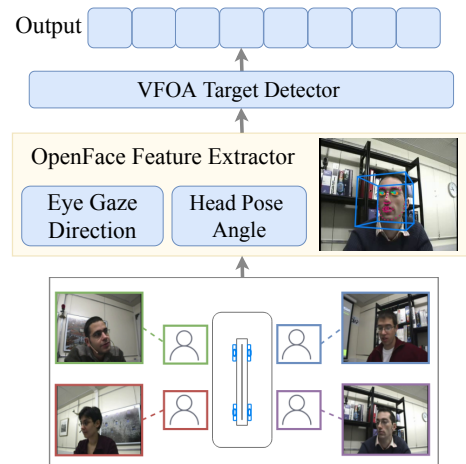 Output
VFOA Target Detector
OpenFace Feature Extractor
Eye Gaze
Direction
Head Pose
Angle